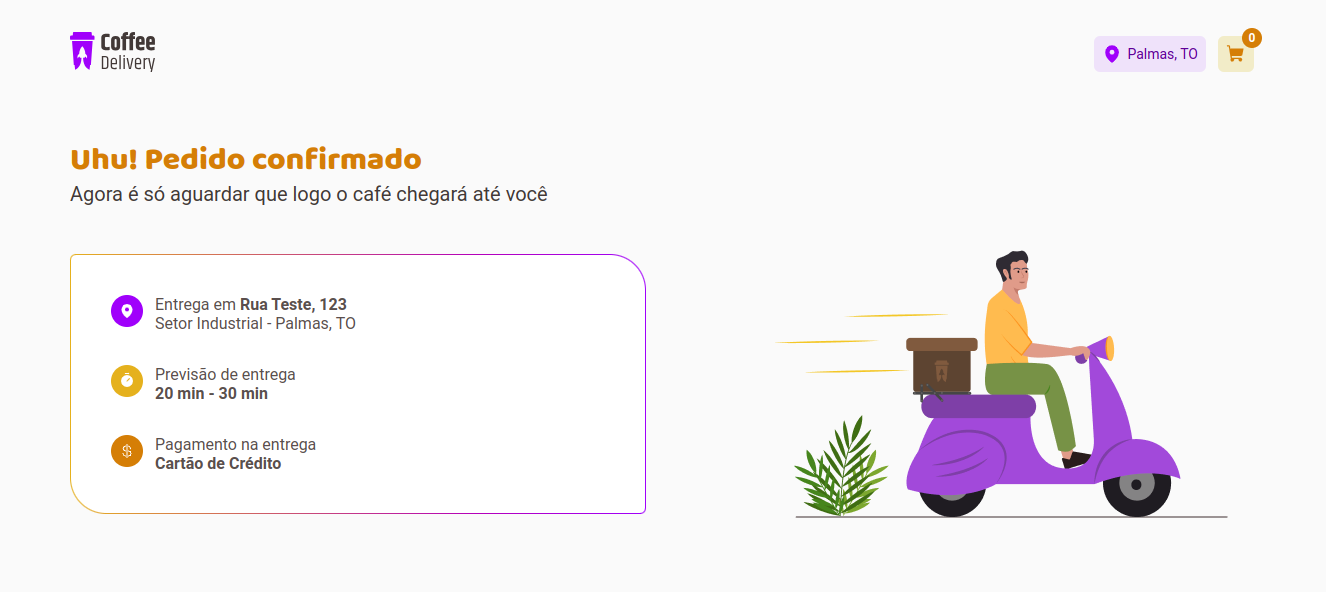 Coffee
Delivery
Palmas, TO
0
Uhu! Pedido confirmado
Agora é só aguardar que logo o café chegará até você
Entrega em Rua Teste, 123
Setor Industrial - Palmas, TO
Previsão de entrega
20 min - 30 min
Pagamento na entrega
Cartão de Crédito